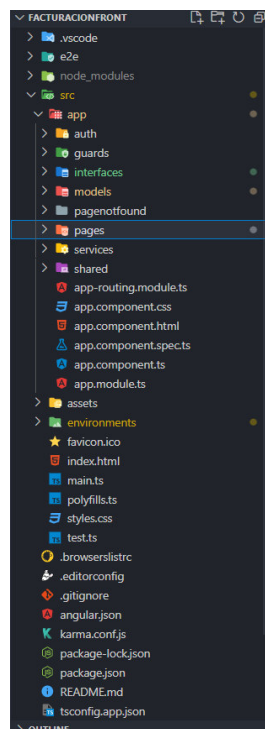 FACTURACIONFRONT
.vscode
e2e
node_modules
src
app
auth
guards
interfaces
models
pagenotfound
pages
services
shared
app-routing.module.ts
app.component.css
app.component.html
app.component.spec.ts
app.component.ts
app.module.ts
assets
environments
favicon.ico
index.html
main.ts
polyfills.ts
styles.css
test.ts
.browserslistrc
.editorconfig
.gitignore
angular.json
karma.conf.js
package-lock.json
package.json
README.md
tsconfig.app.json
OUTLINE